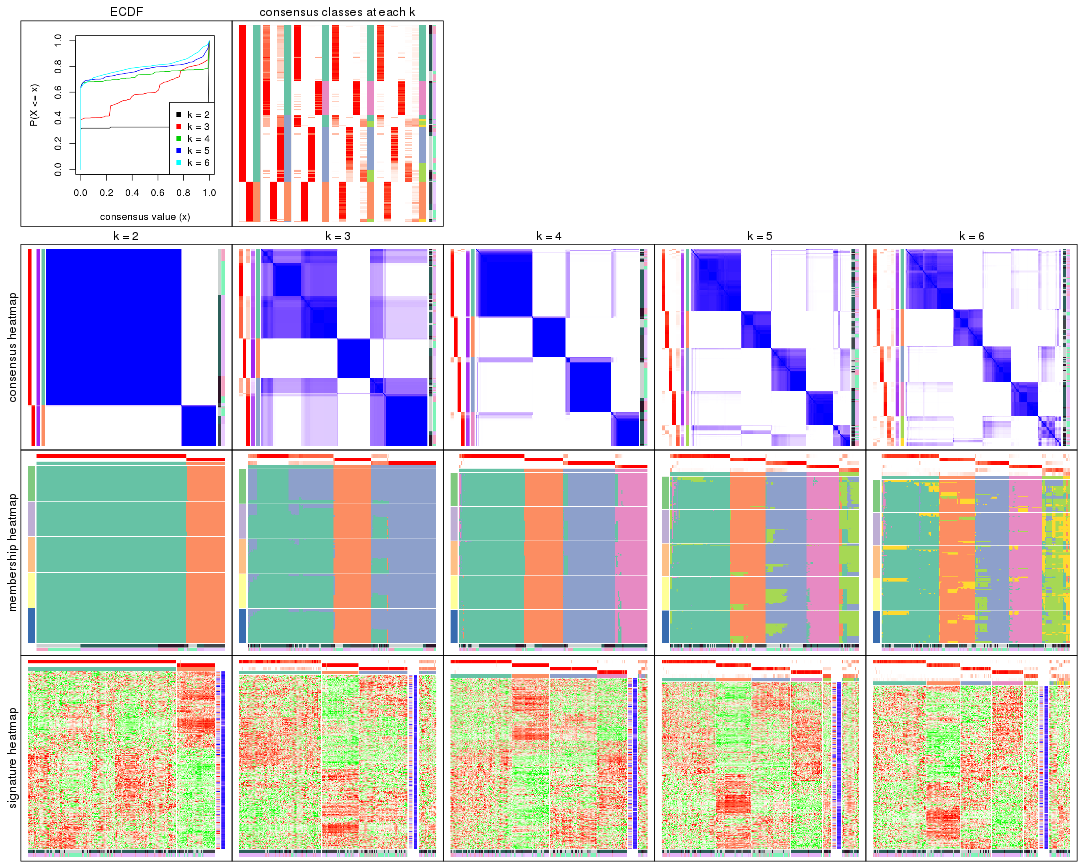 ECDF
consensus classes at each k
P(X <= x)
0.0 0.2 0.4 0.6 0.8 1.0
k = 2
k = 3
k = 4
k = 5
k = 6
0.0 0.2 0.4 0.6 0.8 1.0
consensus value (x)
k = 2 k = 3 k = 4 k = 5 k = 6
consensus heatmap
membership heatmap
signature heatmap